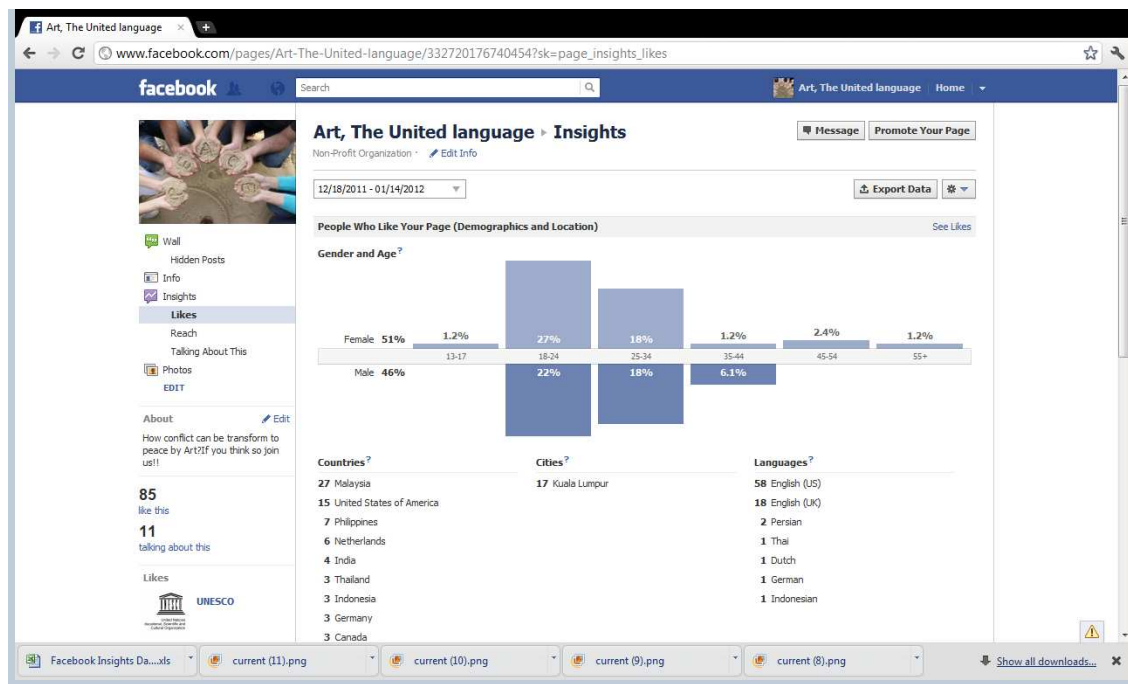 Art, The United language
www.facebook.com/pages/Art-The-United-language/332720176740454?sk=page_insights_likes
facebook Search Art, The United language Home
Art, The United language Insights
Message Promote Your Page
Non-Profit Organization · Edit Info
12/18/2011 - 01/14/2012
Export Data
People Who Like Your Page (Demographics and Location) See Likes
Gender and Age?
Female 51% 1.2% 27% 18% 1.2% 2.4% 1.2%
13-17 18-24 25-34 35-44 45-54 55+
Male 46% 22% 18% 6.1%
Countries?
27 Malaysia
15 United States of America
7 Philippines
6 Netherlands
4 India
3 Thailand
3 Indonesia
3 Germany
3 Canada
Cities?
17 Kuala Lumpur
Languages?
58 English (US)
18 English (UK)
2 Persian
1 Thai
1 Dutch
1 German
1 Indonesian
Wall
Hidden Posts
Info
Insights
Likes
Reach
Talking About This
Photos
EDIT
About Edit
How conflict can be transform to
peace by Art?If you think so join
us!!
85
like this
11
talking about this
Likes
UNESCO
Facebook Insights Da....xls current (11).png current (10).png current (9).png current (8).png Show all downloads...